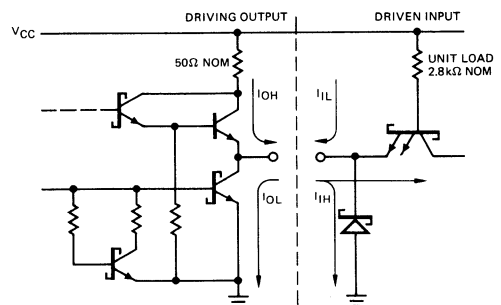 DRIVING OUTPUT
DRIVEN INPUT
VCC
50Ω NOM
UNIT LOAD
2.8kΩ NOM
IOH
IIL
IOL
IIH